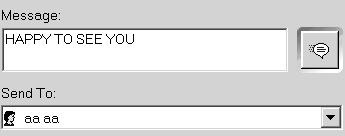 Message:
HAPPY TO SEE YOU
Send To:
aa aa